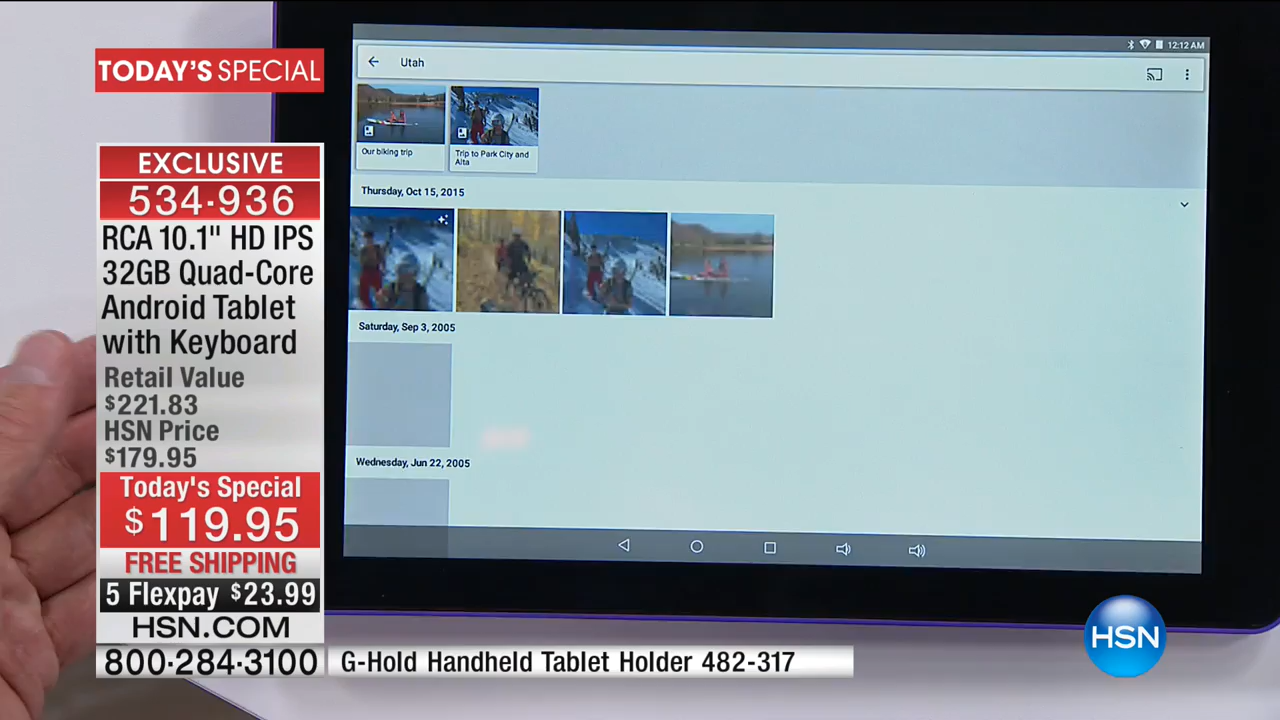 TODAY'S SPECIAL
EXCLUSIVE
534-936
RCA 10.1" HD IPS
32GB Quad-Core
Android Tablet
with Keyboard
Retail Value
$221.83
HSN Price
$179.95
Today's Special
$119.95
FREE SHIPPING
5 Flexpay $23.99
HSN.COM
800-284-3100
G-Hold Handheld Tablet Holder 482-317
12:12 AM
Utah
Our biking trip
Trip to Park City and
Alta
Thursday, Oct 15, 2015
Saturday, Sep 3, 2005
Wednesday, Jun 22, 2005
HSN